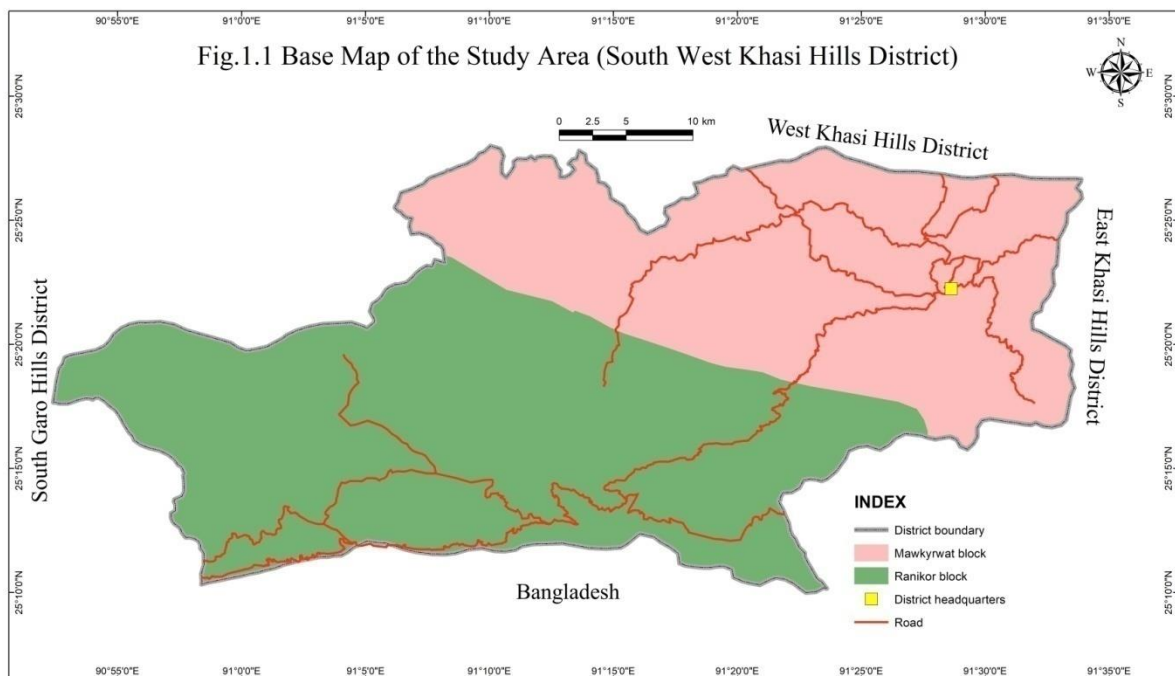 90°55'0"E 91°0'0"E 91°5'0"E 91°10'0"E 91°15'0"E 91°20'0"E 91°25'0"E 91°30'0"E 91°35'0"E
Fig.1.1 Base Map of the Study Area (South West Khasi Hills District)
N
W E
S
25°30'0"N 25°30'0"N
0 2.5 5 10 km
West Khasi Hills District
25°25'0"N 25°25'0"N
East Khasi Hills District
South Garo Hills District
25°20'0"N 25°20'0"N
25°15'0"N 25°15'0"N
INDEX
District boundary
Mawkyrwat block
Ranikor block
District headquarters
Road
Bangladesh
25°10'0"N 25°10'0"N
90°55'0"E 91°0'0"E 91°5'0"E 91°10'0"E 91°15'0"E 91°20'0"E 91°25'0"E 91°30'0"E 91°35'0"E